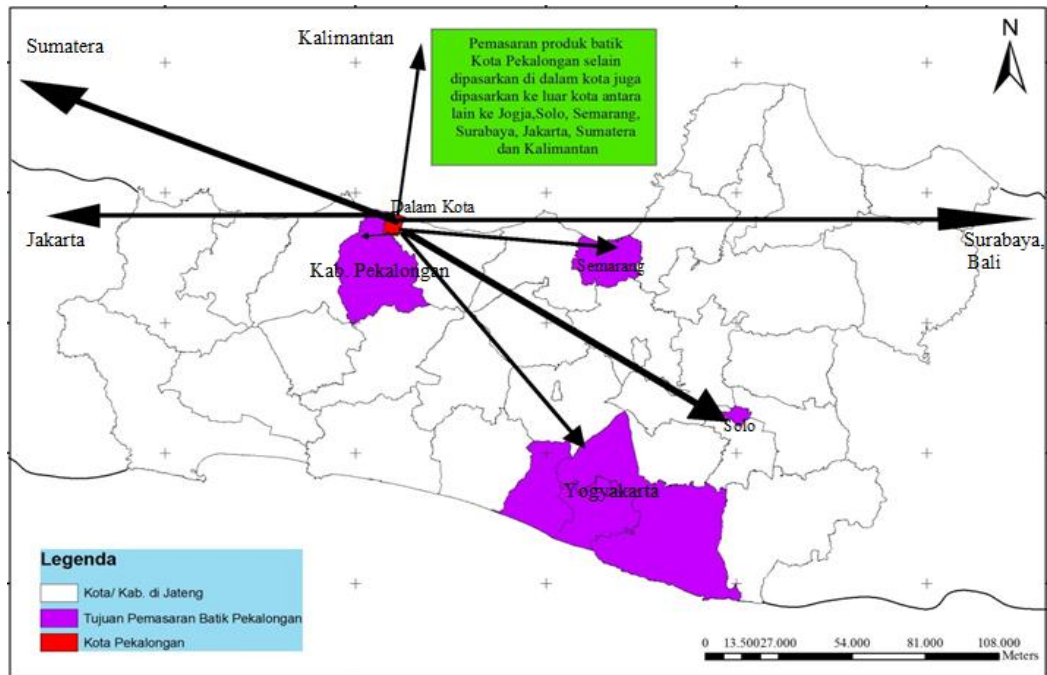 Sumatera
Kalimantan
Pemasaran produk batik
Kota Pekalongan selain
dipasarkan di dalam kota juga
dipasarkan ke luar kota antara
lain ke Jogja,Solo, Semarang,
Surabaya, Jakarta, Sumatera
dan Kalimantan
N
Dalam Kota
Jakarta
Surabaya,
Bali
Kab. Pekalongan
Semarang
Solo
Yogyakarta
Legenda
Kota/ Kab. di Jateng
Tujuan Pemasaran Batik Pekalongan
Kota Pekalongan
0 13.50027.000 54.000 81.000 108.000
Meters